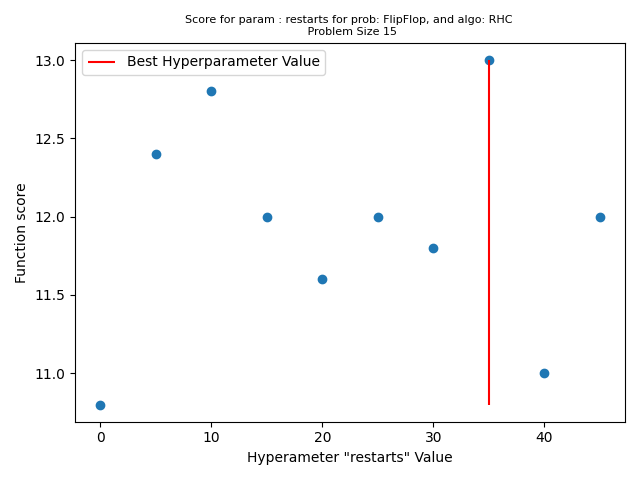 Score for param : restarts for prob: FlipFlop, and algo: RHC
Problem Size 15
Best Hyperparameter Value
Function score
13.0
12.5
12.0
11.5
11.0
0 10 20 30 40
Hyperameter "restarts" Value